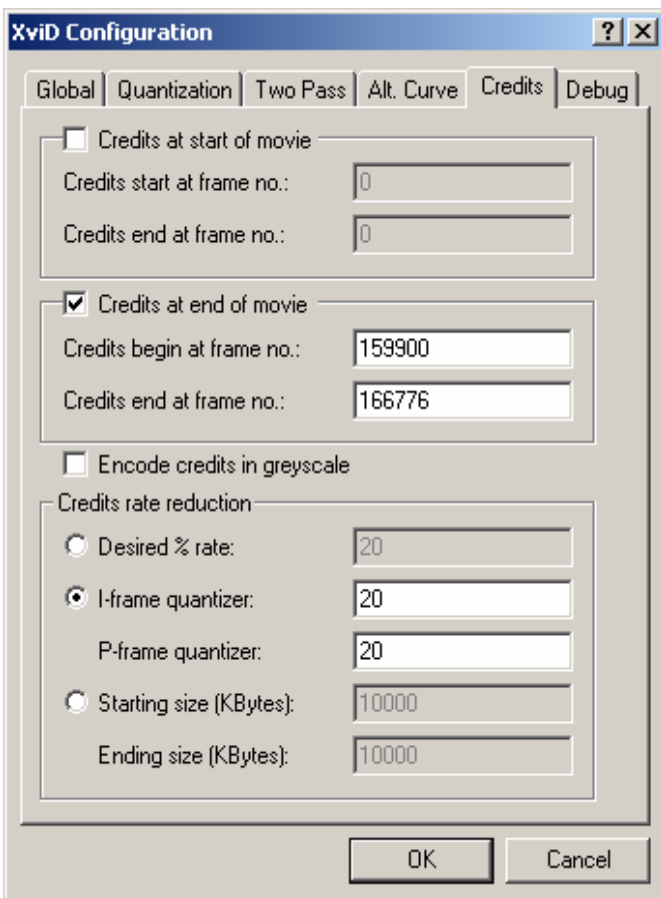 XviD Configuration
Global Quantization Two Pass Alt. Curve Credits Debug
Credits at start of movie
Credits start at frame no.: 0
Credits end at frame no.: 0
Credits at end of movie
Credits begin at frame no.: 159900
Credits end at frame no.: 166776
Encode credits in greyscale
Credits rate reduction
Desired % rate: 20
I-frame quantizer: 20
P-frame quantizer: 20
Starting size (KBytes): 10000
Ending size (KBytes): 10000
OK Cancel